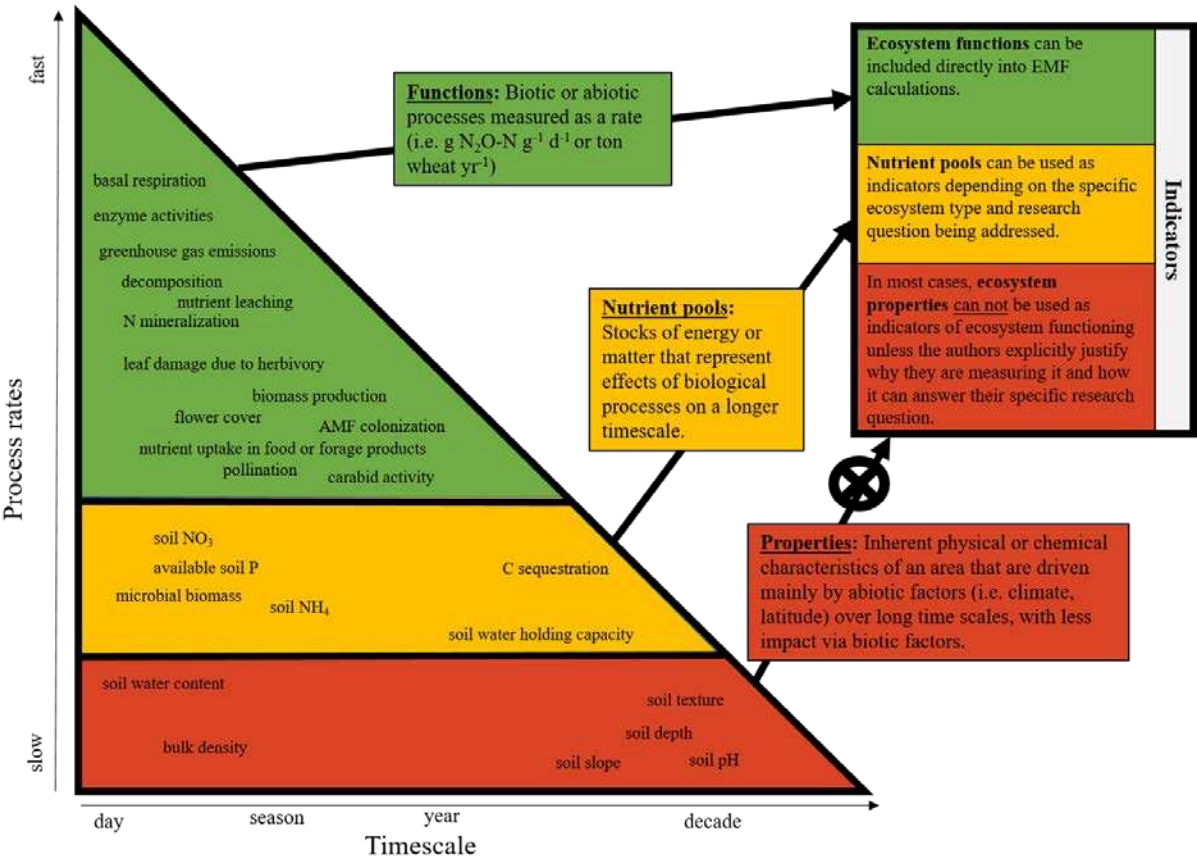 fast
Process rates
slow
basal respiration
enzyme activities
greenhouse gas emissions
decomposition
nutrient leaching
N mineralization
leaf damage due to herbivory
biomass production
flower cover
AMF colonization
nutrient uptake in food or forage products
pollination
carabid activity
soil NO₃
available soil P
C sequestration
microbial biomass
soil NH₄
soil water holding capacity
soil water content
soil texture
soil depth
bulk density
soil pH
soil slope
day
season
year
decade
Timescale
Functions: Biotic or abiotic
processes measured as a rate
(i.e. g N₂O-N g⁻¹ d⁻¹ or ton
wheat yr⁻¹)
Nutrient pools:
Stocks of energy or
matter that represent
effects of biological
processes on a longer
timescale.
Properties: Inherent physical or chemical
characteristics of an area that are driven
mainly by abiotic factors (i.e. climate,
latitude) over long time scales, with less
impact via biotic factors.
Ecosystem functions can be
included directly into EMF
calculations.
Nutrient pools can be used as
indicators depending on the specific
ecosystem type and research
question being addressed.
In most cases, ecosystem
properties can not be used as
indicators of ecosystem functioning
unless the authors explicitly justify
why they are measuring it and how
it can answer their specific research
question.
Indicators